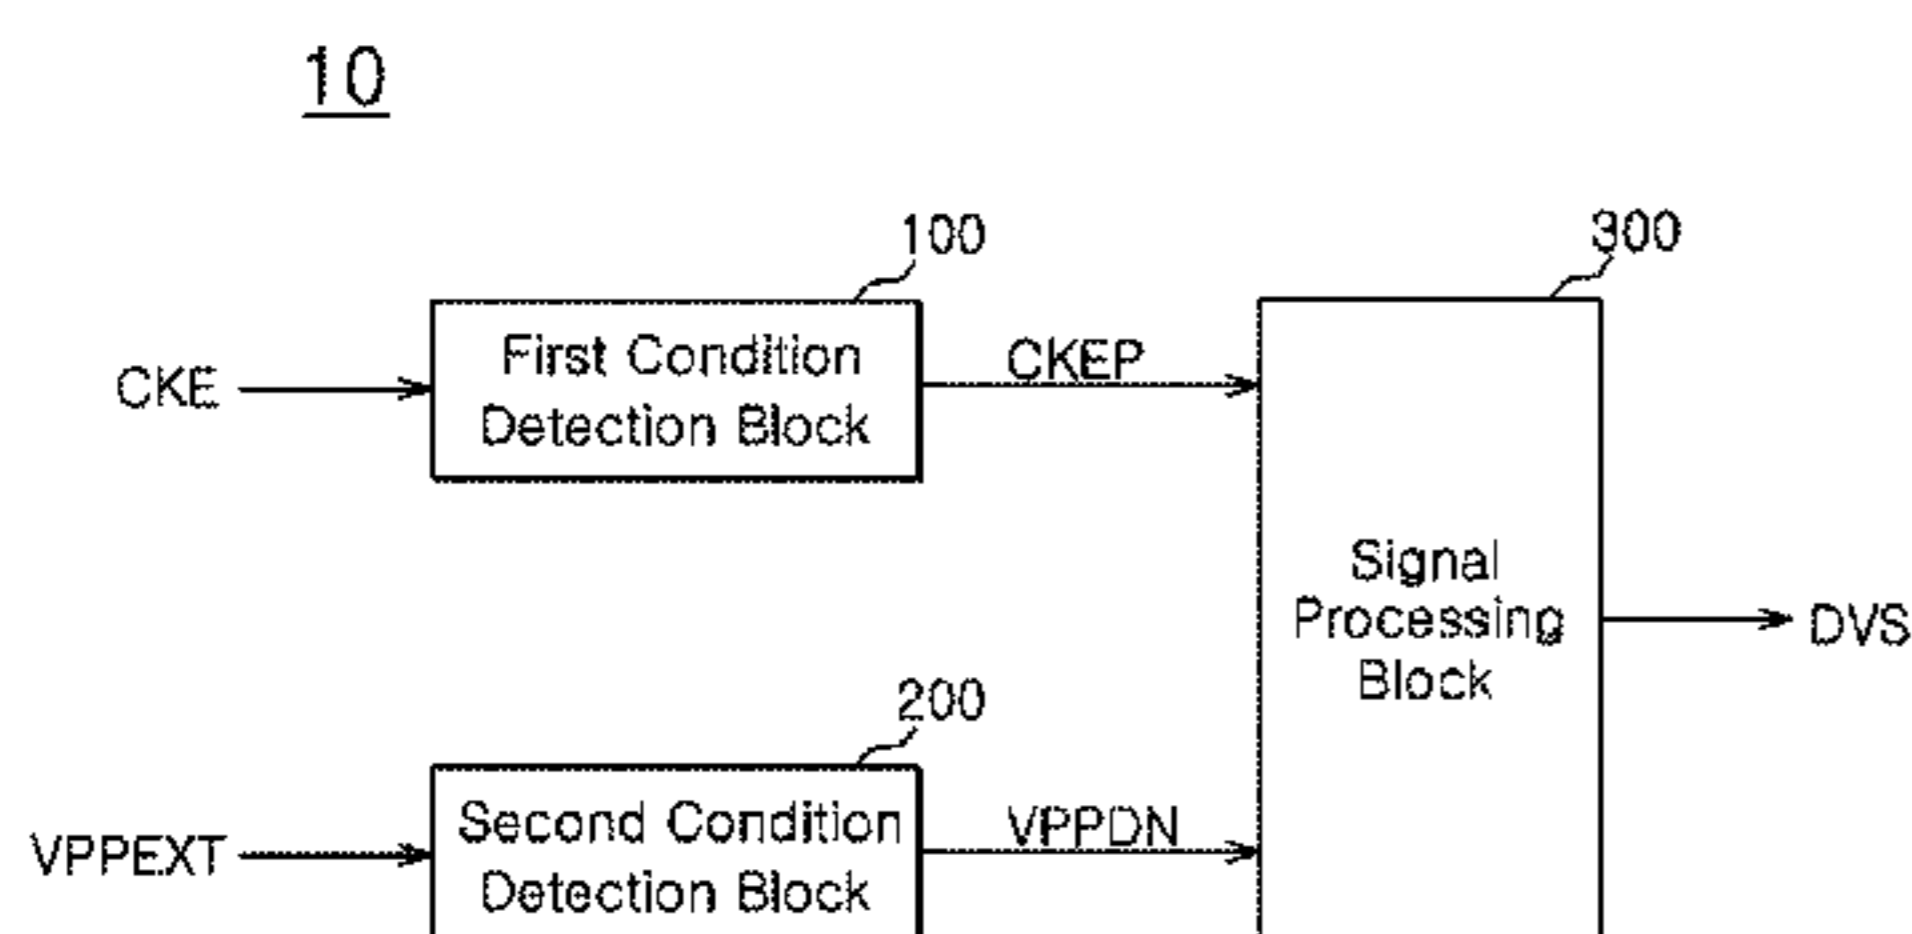 10
100
300
CKE
First Condition
Detection Block
CKEP
Signal
Processing
Block
DVS
200
VPPEXT
Second Condition
Detection Block
VPPDN